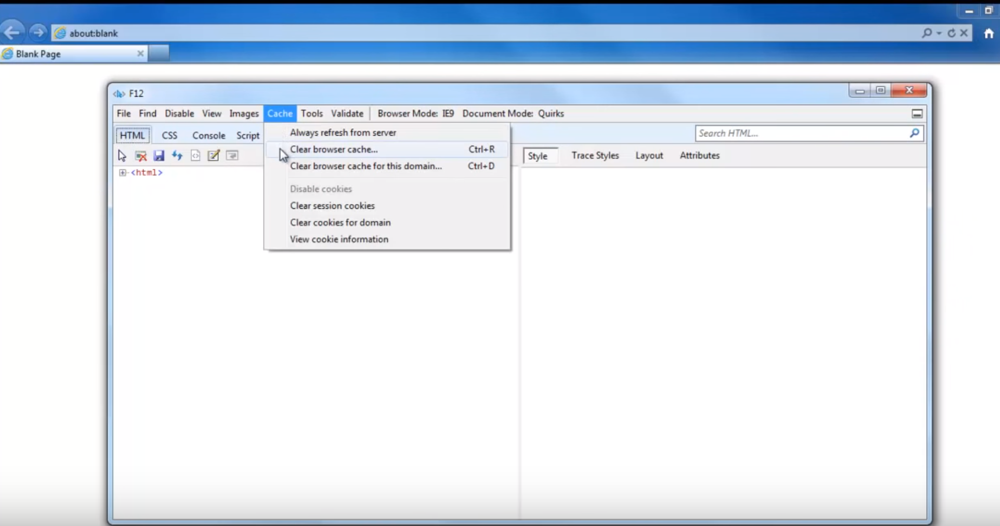 about:blank
Blank Page
F12
File Find Disable View Images Cache Tools Validate Browser Mode: IE9 Document Mode: Quirks
HTML CSS Console Script
Search HTML...
Always refresh from server
Clear browser cache... Ctrl+R
Clear browser cache for this domain... Ctrl+D
Disable cookies
Clear session cookies
Clear cookies for domain
View cookie information
Style Trace Styles Layout Attributes
<html>